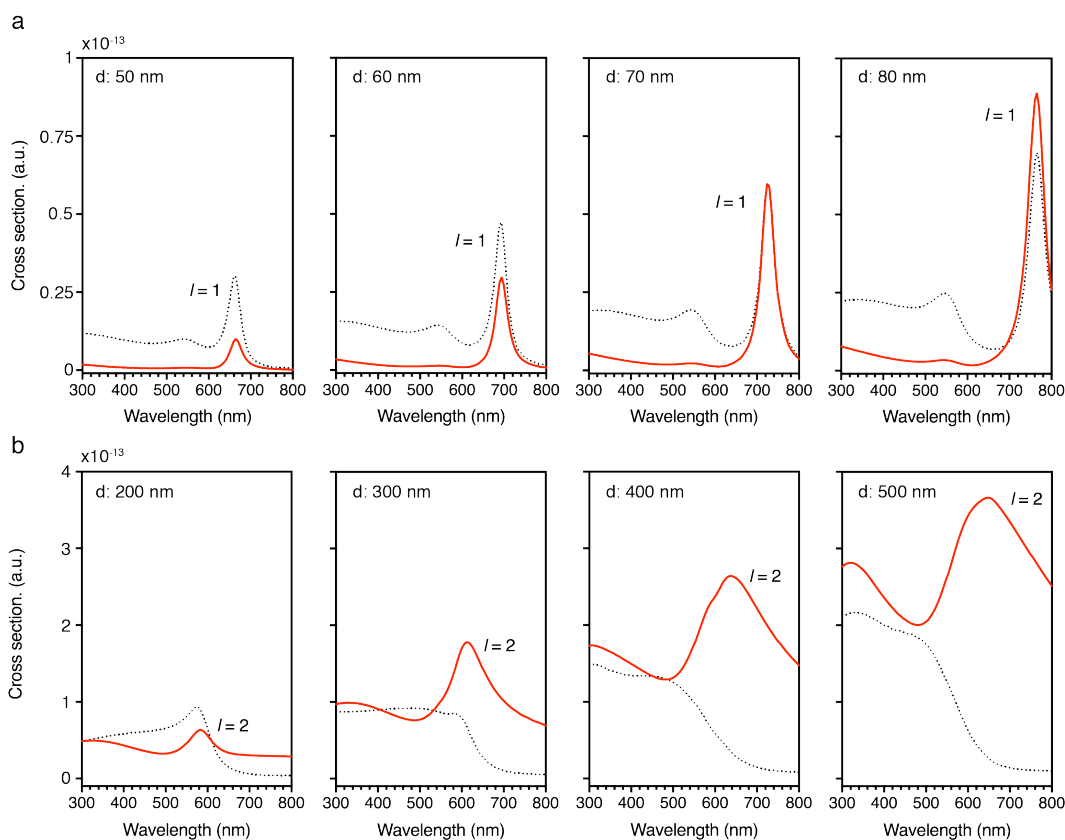 a
x10-13
d: 50 nm
d: 60 nm
d: 70 nm
d: 80 nm
1
0.75
0.5
0.25
0
Cross section. (a.u.)
l = 1
l = 1
l = 1
l = 1
300 400 500 600 700 800
300 400 500 600 700 800
300 400 500 600 700 800
300 400 500 600 700 800
Wavelength (nm)
Wavelength (nm)
Wavelength (nm)
Wavelength (nm)
b
x10-13
d: 200 nm
d: 300 nm
d: 400 nm
d: 500 nm
4
3
2
1
0
Cross section (a.u.)
l = 2
l = 2
l = 2
l = 2
300 400 500 600 700 800
300 400 500 600 700 800
300 400 500 600 700 800
300 400 500 600 700 800
Wavelength (nm)
Wavelength (nm)
Wavelength (nm)
Wavelength (nm)